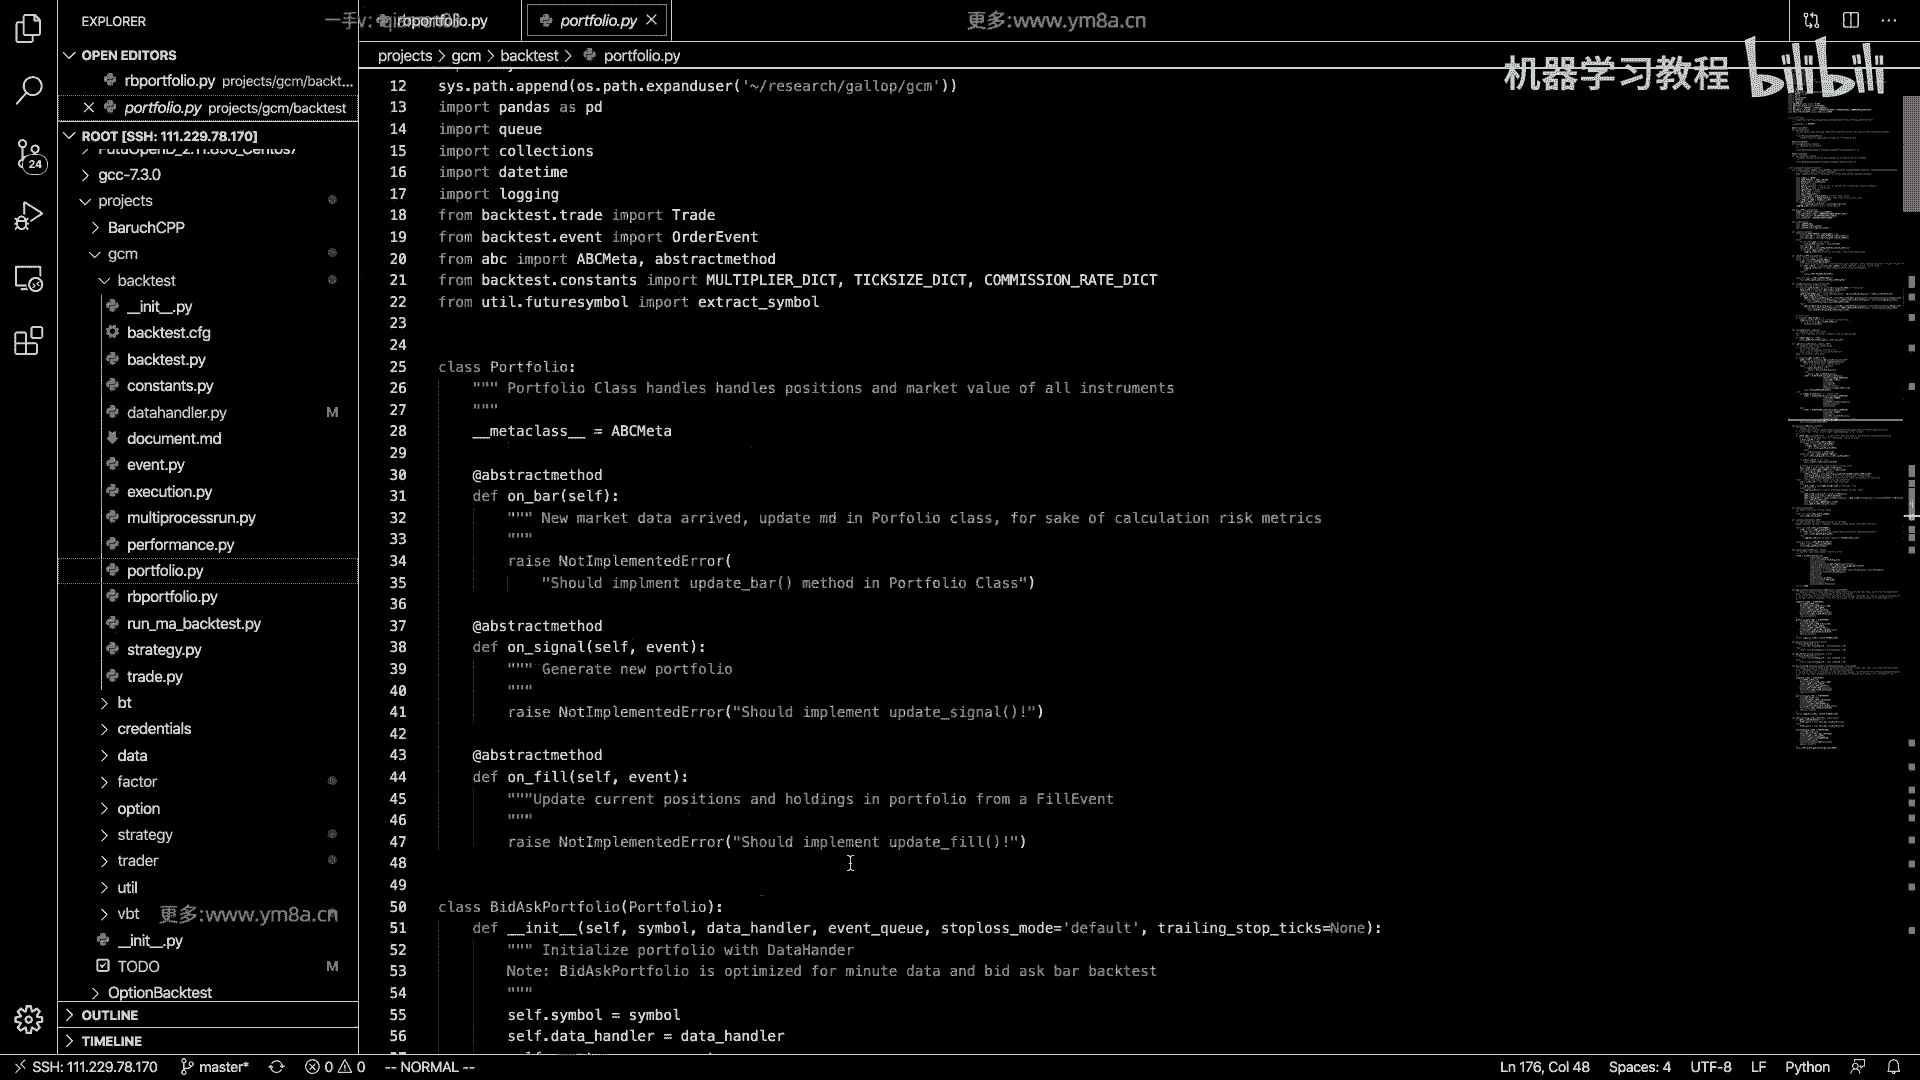 EXPLORER
OPEN EDITORS
rbportfolio.py projects/gcm/backt...
portfolio.py projects/gcm/backtest
ROOT [SSH: 111.229.78.170]
gcc-7.3.0
projects
BaruchCPP
gcm
backtest
__init__.py
backtest.cfg
backtest.py
constants.py
datahandler.py M
document.md
event.py
execution.py
multiprocessrun.py
performance.py
portfolio.py
rbportfolio.py
run_ma_backtest.py
strategy.py
trade.py
bt
credentials
data
factor
option
strategy
trader
util
vbt
更多:www.ym8a.cn
__init__.py
TODO M
OptionBacktest
OUTLINE
TIMELINE
24
rbportfolio.py
portfolio.py
更多:www.ym8a.cn
机器学习教程 bilibili
projects > gcm > backtest > portfolio.py
12 sys.path.append(os.path.expanduser('~/research/gallop/gcm'))
13 import pandas as pd
14 import queue
15 import collections
16 import datetime
17 import logging
18 from backtest.trade import Trade
19 from backtest.event import OrderEvent
20 from abc import ABCMeta, abstractmethod
21 from backtest.constants import MULTIPLIER_DICT, TICKSIZE_DICT, COMMISSION_RATE_DICT
22 from util.futuresymbol import extract_symbol
23
24
25 class Portfolio:
26 """ Portfolio Class handles handles positions and market value of all instruments
27 """
28 __metaclass__ = ABCMeta
29
30 @abstractmethod
31 def on_bar(self):
32 """ New market data arrived, update md in Porfolio class, for sake of calculation risk metrics
33 """
34 raise NotImplementedError(
35 "Should implment update_bar() method in Portfolio Class")
36
37 @abstractmethod
38 def on_signal(self, event):
39 """ Generate new portfolio
40 """
41 raise NotImplementedError("Should implement update_signal()!")
42
43 @abstractmethod
44 def on_fill(self, event):
45 """Update current positions and holdings in portfolio from a FillEvent
46 """
47 raise NotImplementedError("Should implement update_fill()!")
48
49
50 class BidAskPortfolio(Portfolio):
51 def __init__(self, symbol, data_handler, event_queue, stoploss_mode='default', trailing_stop_ticks=None):
52 """ Initialize portfolio with DataHander
53 Note: BidAskPortfolio is optimized for minute data and bid ask bar backtest
54 """
55 self.symbol = symbol
56 self.data_handler = data_handler
SSH: 111.229.78.170 master* 0 0 -- NORMAL -- Ln 176, Col 48 Spaces: 4 UTF-8 LF Python